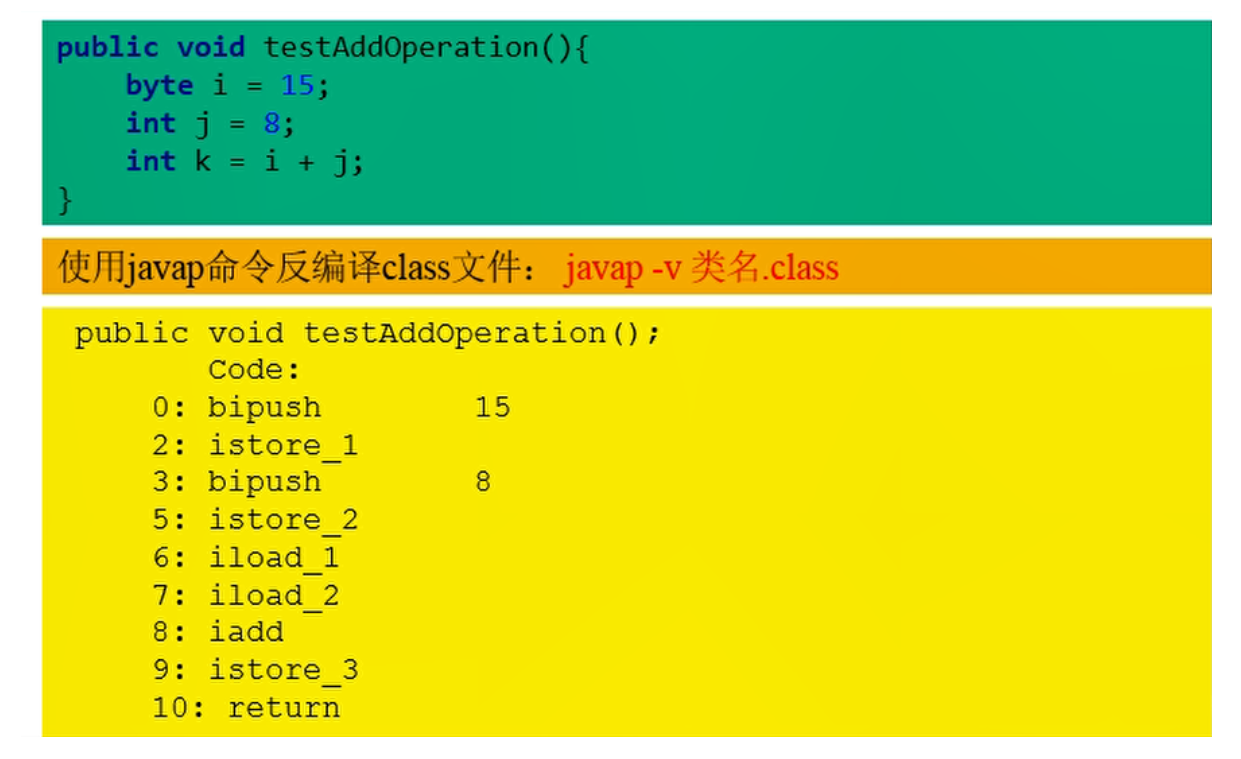 public void testAddOperation(){
    byte i = 15;
    int j = 8;
    int k = i + j;
}
使用javap命令反编译class文件： javap -v 类名.class
public void testAddOperation();
       Code:
    0: bipush        15
    2: istore_1
    3: bipush        8
    5: istore_2
    6: iload_1
    7: iload_2
    8: iadd
    9: istore_3
    10: return